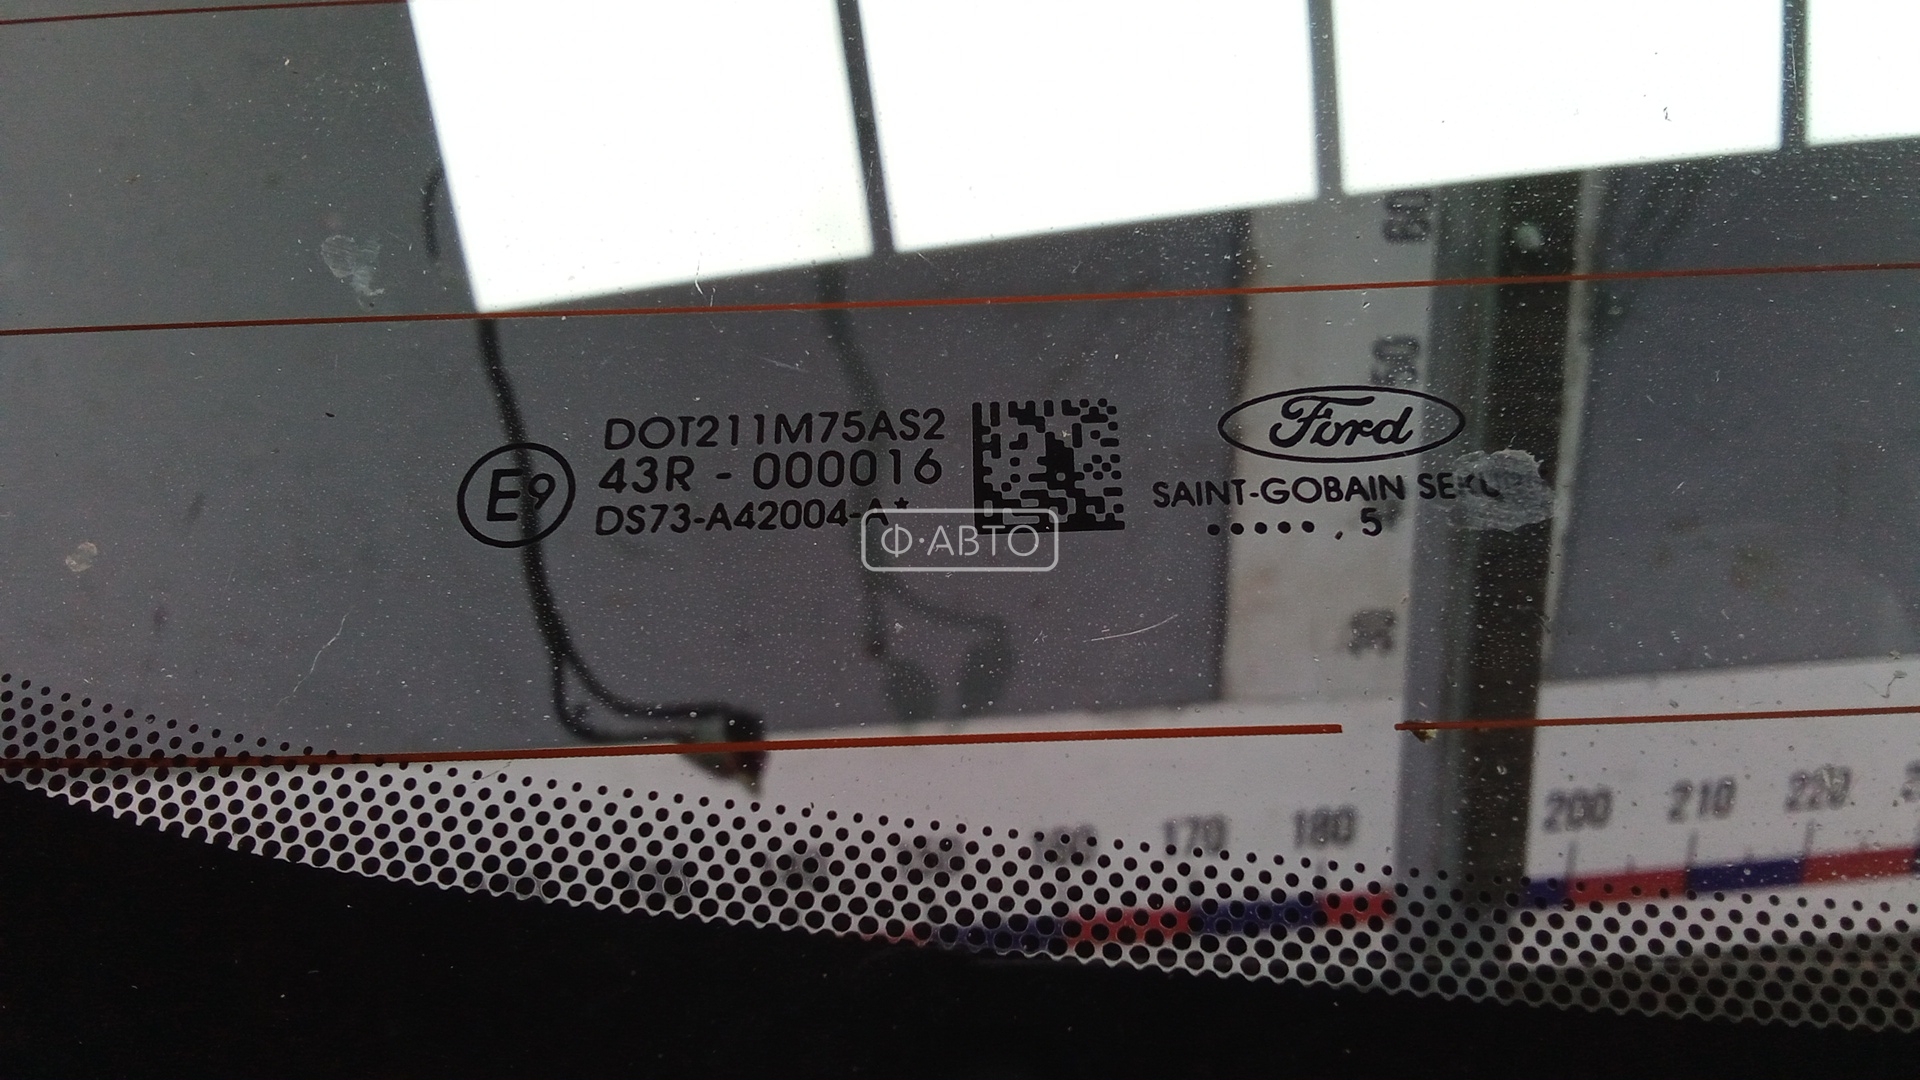 60
50
Ford
DOT211M75AS2
43R - 000016
E9
DS73-A42004-A*
SAINT-GOBAIN
..... . 5
Ф·АВТО
30
200 210 220
160 170 180